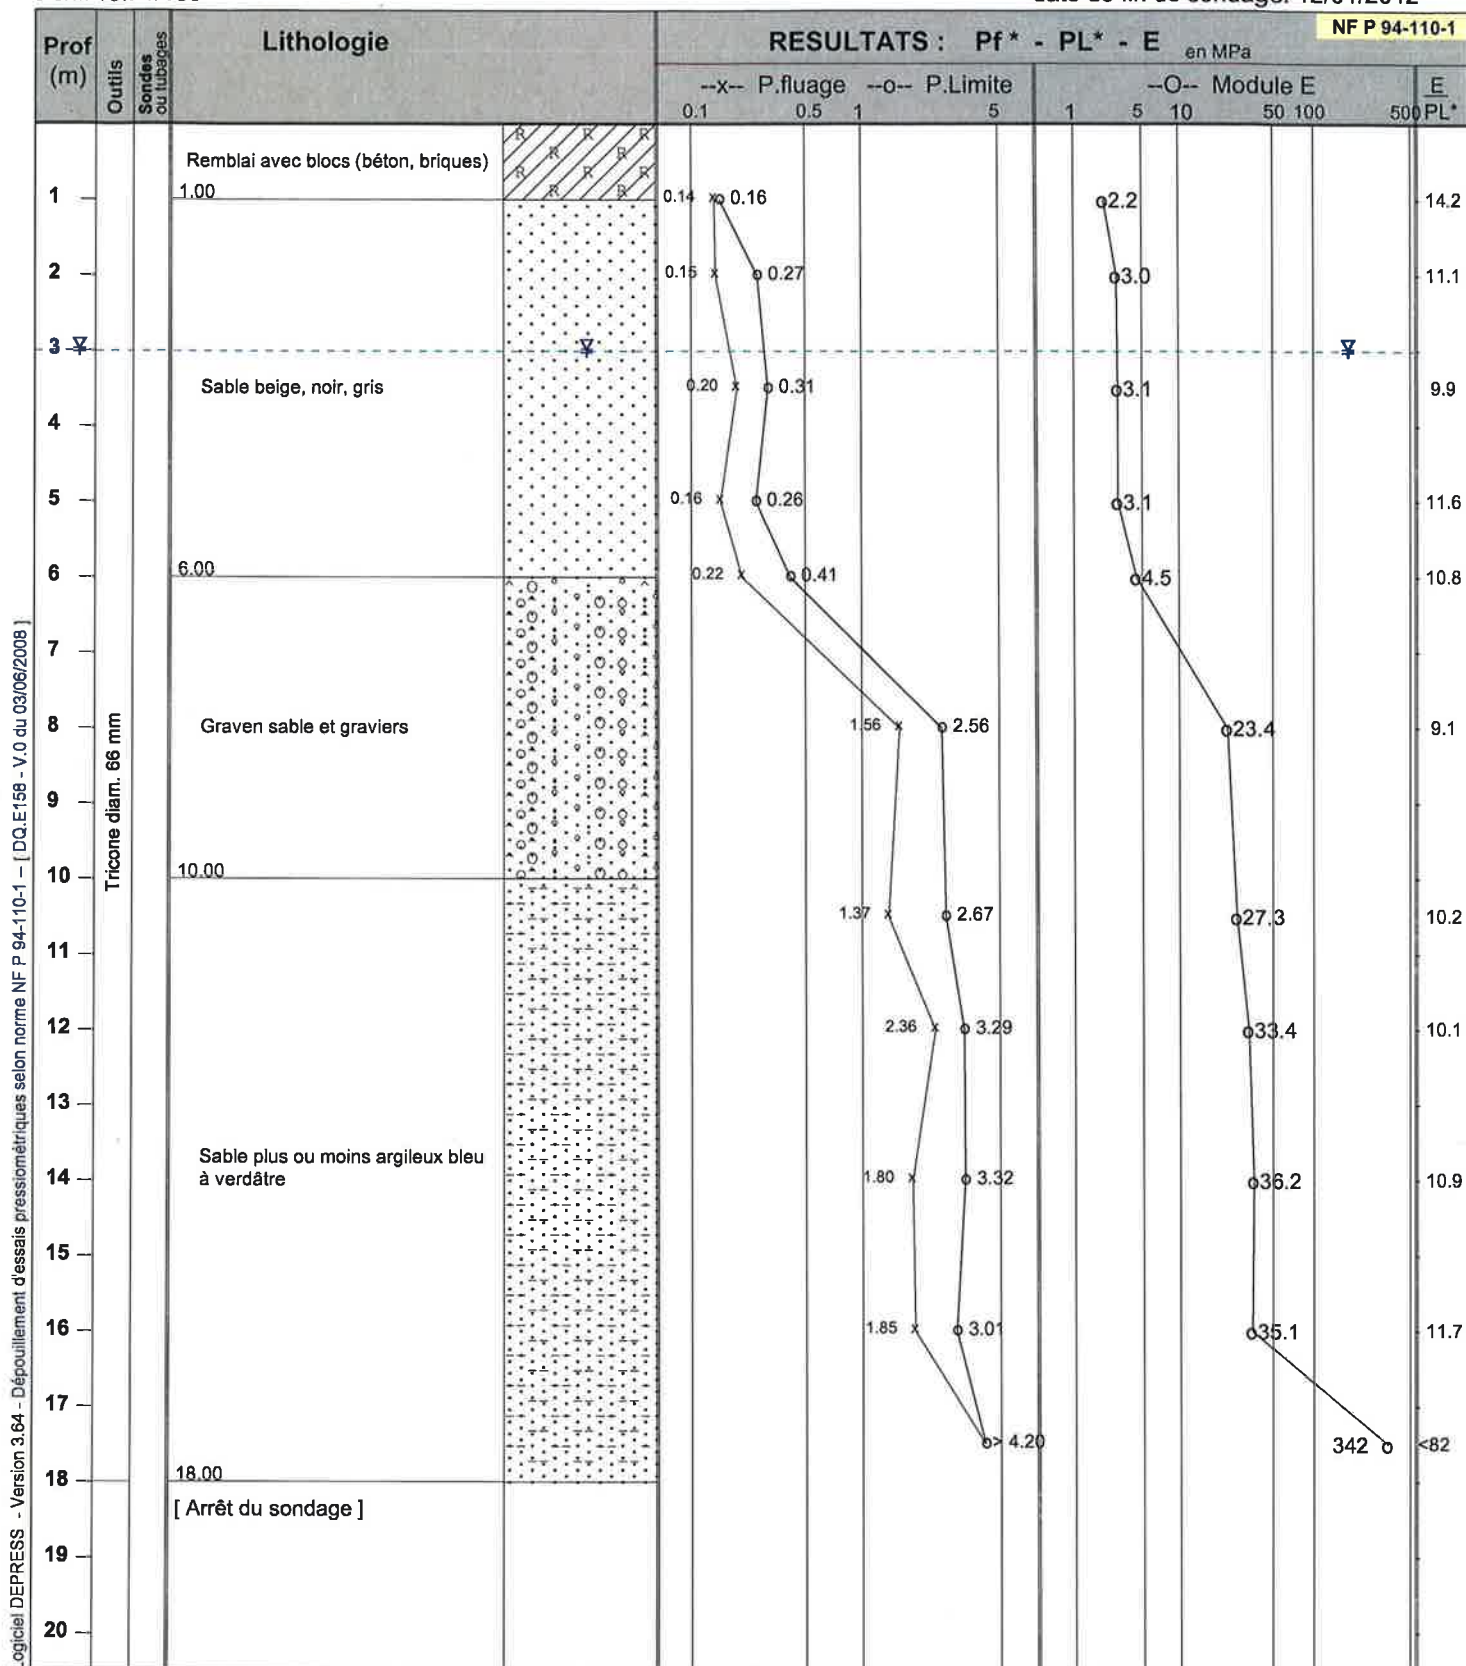 NF P 94-110-1
Prof (m)
Outils
Sondes ou tubages
Lithologie
RESULTATS : Pf* - PL* - E en MPa
--x-- P.fluage --o-- P.Limite
--O-- Module E
E
PL*
0.1 0.5 1 5 1 5 10 50 100 500
Remblai avec blocs (béton, briques)
1 1.00 0.14 0.16 2.2 14.2
2 0.15 0.27 3.0 11.1
3
Sable beige, noir, gris 0.20 0.31 3.1 9.9
4
5 0.16 0.26 3.1 11.6
6 6.00 0.22 0.41 4.5 10.8
7
8 Graven sable et graviers 1.56 2.56 23.4 9.1
9
10 10.00
1.37 2.67 27.3 10.2
11
12 2.36 3.29 33.4 10.1
13
Sable plus ou moins argileux bleu
à verdâtre
14 1.80 3.32 36.2 10.9
15
16 1.85 3.01 35.1 11.7
17
> 4.20 342 <82
18 18.00
[ Arrêt du sondage ]
19
20
Tricone diam. 66 mm
Logiciel DEPRESS - Version 3.64 - Dépouillement d'essais pressiométriques selon norme NF P 94-110-1 – [ DQ.E158 - V.0 du 03/06/2008 ]